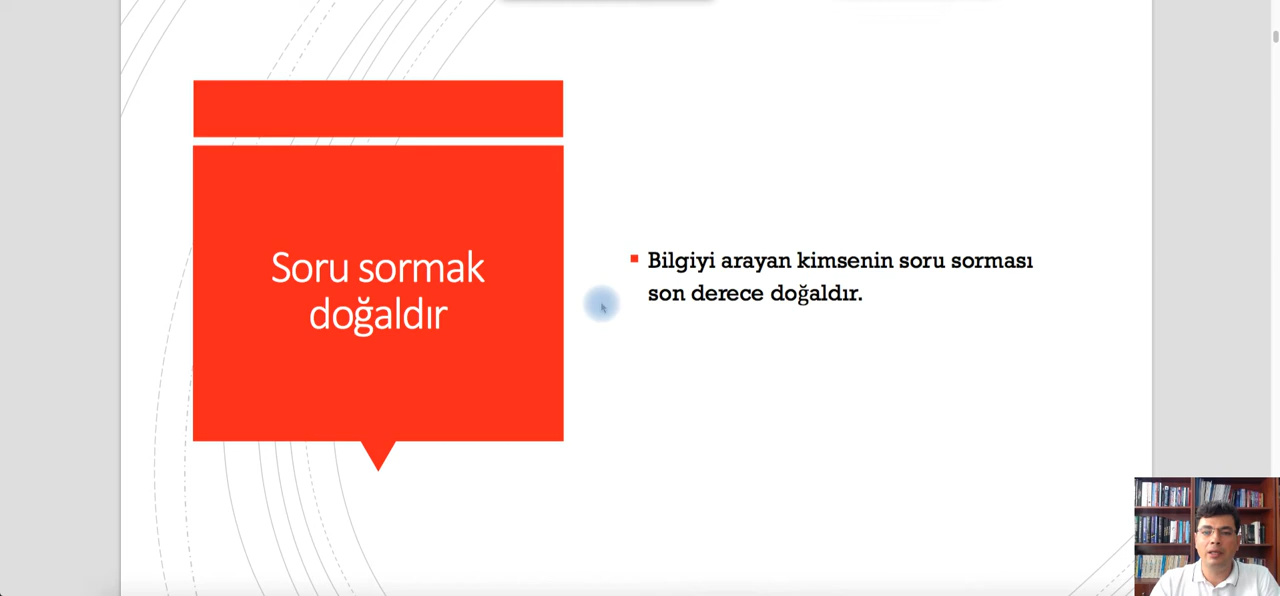 Soru sormak
doğaldır
Bilgiyi arayan kimsenin soru sorması
son derece doğaldır.